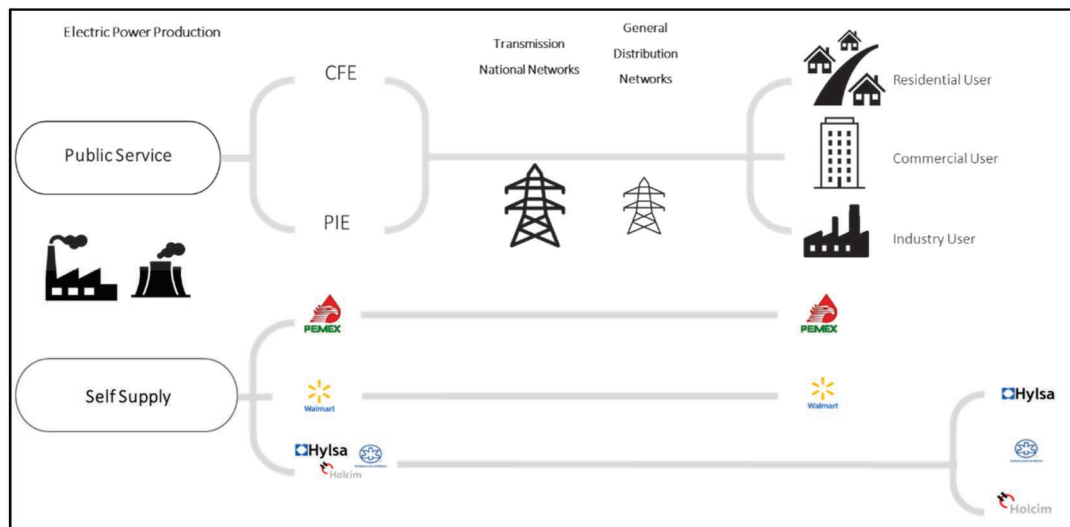 Electric Power Production
Transmission
National Networks
General
Distribution
Networks
CFE
Residential User
Public Service
Commercial User
PIE
Industry User
PEMEX
PEMEX
Self Supply
Walmart
Walmart
Hylsa
Hylsa
Holcim
Holcim